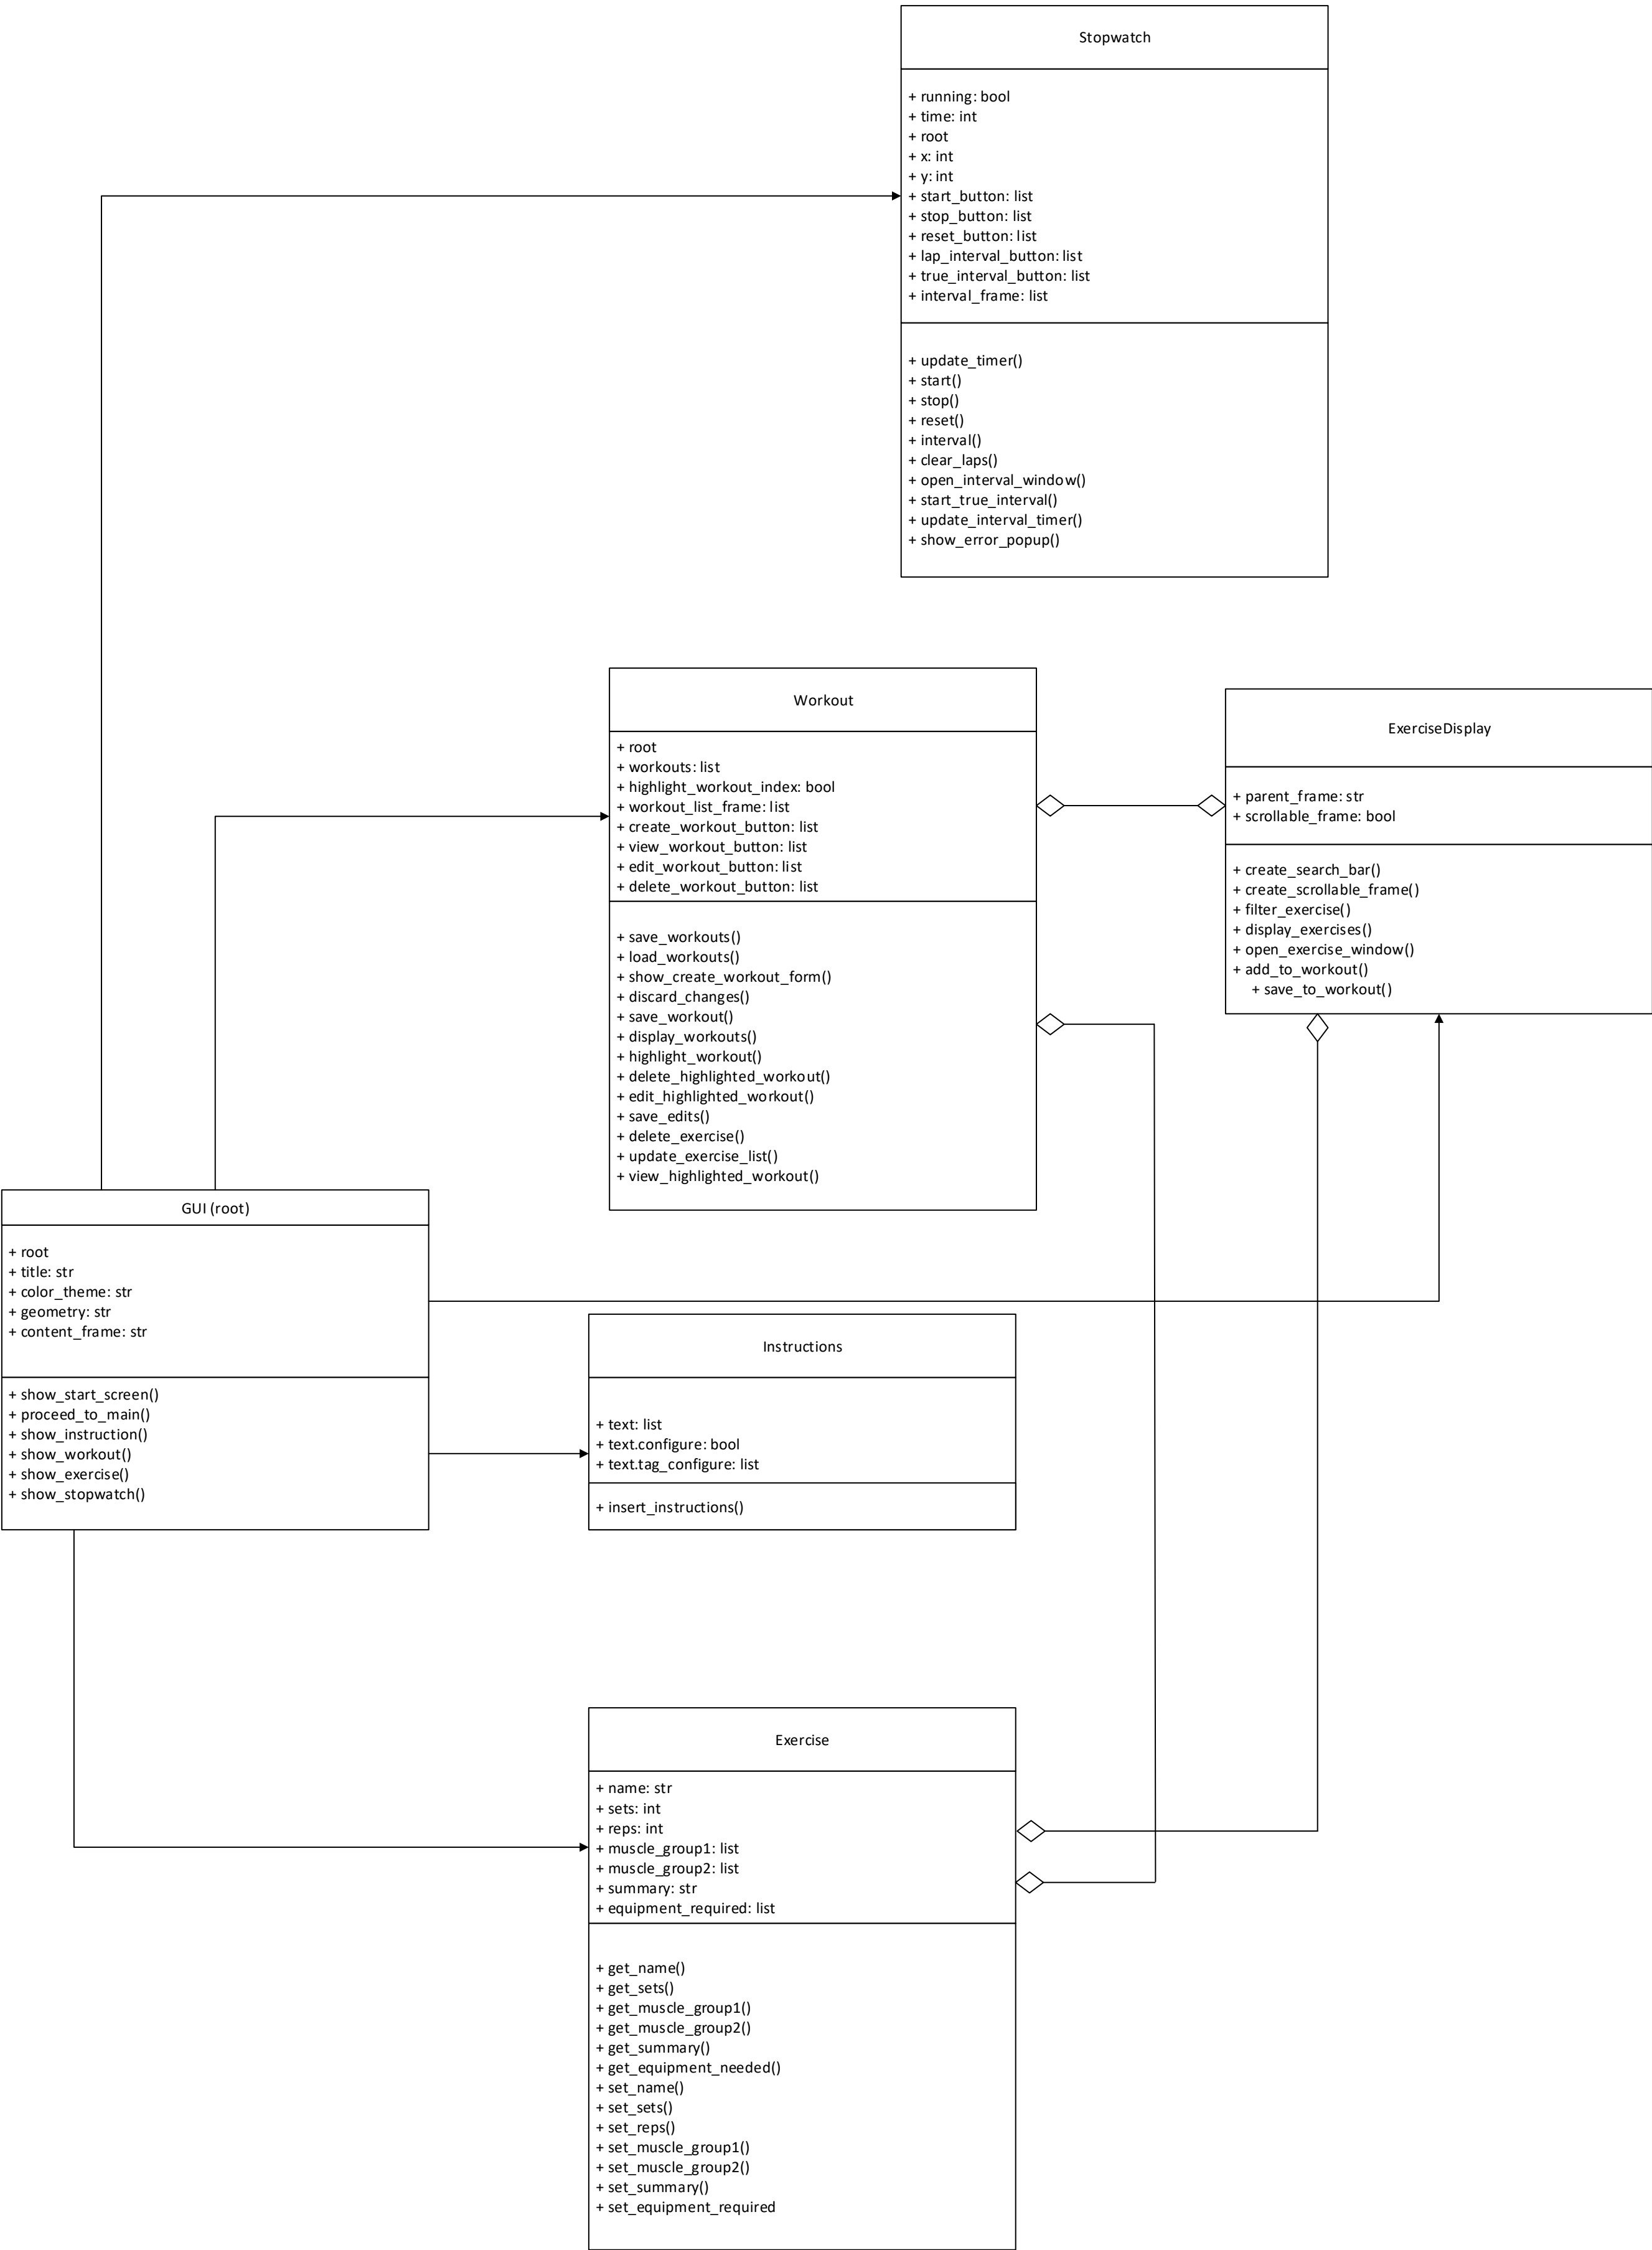 Stopwatch
+ running: bool
+ time: int
+ root
+ x: int
+ y: int
+ start_button: list
+ stop_button: list
+ reset_button: list
+ lap_interval_button: list
+ true_interval_button: list
+ interval_frame: list
+ update_timer()
+ start()
+ stop()
+ reset()
+ interval()
+ clear_laps()
+ open_interval_window()
+ start_true_interval()
+ update_interval_timer()
+ show_error_popup()
Workout
+ root
+ workouts: list
+ highlight_workout_index: bool
+ workout_list_frame: list
+ create_workout_button: list
+ view_workout_button: list
+ edit_workout_button: list
+ delete_workout_button: list
+ save_workouts()
+ load_workouts()
+ show_create_workout_form()
+ discard_changes()
+ save_workout()
+ display_workouts()
+ highlight_workout()
+ delete_highlighted_workout()
+ edit_highlighted_workout()
+ save_edits()
+ delete_exercise()
+ update_exercise_list()
+ view_highlighted_workout()
ExerciseDisplay
+ parent_frame: str
+ scrollable_frame: bool
+ create_search_bar()
+ create_scrollable_frame()
+ filter_exercise()
+ display_exercises()
+ open_exercise_window()
+ add_to_workout()
+ save_to_workout()
GUI (root)
+ root
+ title: str
+ color_theme: str
+ geometry: str
+ content_frame: str
+ show_start_screen()
+ proceed_to_main()
+ show_instruction()
+ show_workout()
+ show_exercise()
+ show_stopwatch()
Instructions
+ text: list
+ text.configure: bool
+ text.tag_configure: list
+ insert_instructions()
Exercise
+ name: str
+ sets: int
+ reps: int
+ muscle_group1: list
+ muscle_group2: list
+ summary: str
+ equipment_required: list
+ get_name()
+ get_sets()
+ get_muscle_group1()
+ get_muscle_group2()
+ get_summary()
+ get_equipment_needed()
+ set_name()
+ set_sets()
+ set_reps()
+ set_muscle_group1()
+ set_muscle_group2()
+ set_summary()
+ set_equipment_required